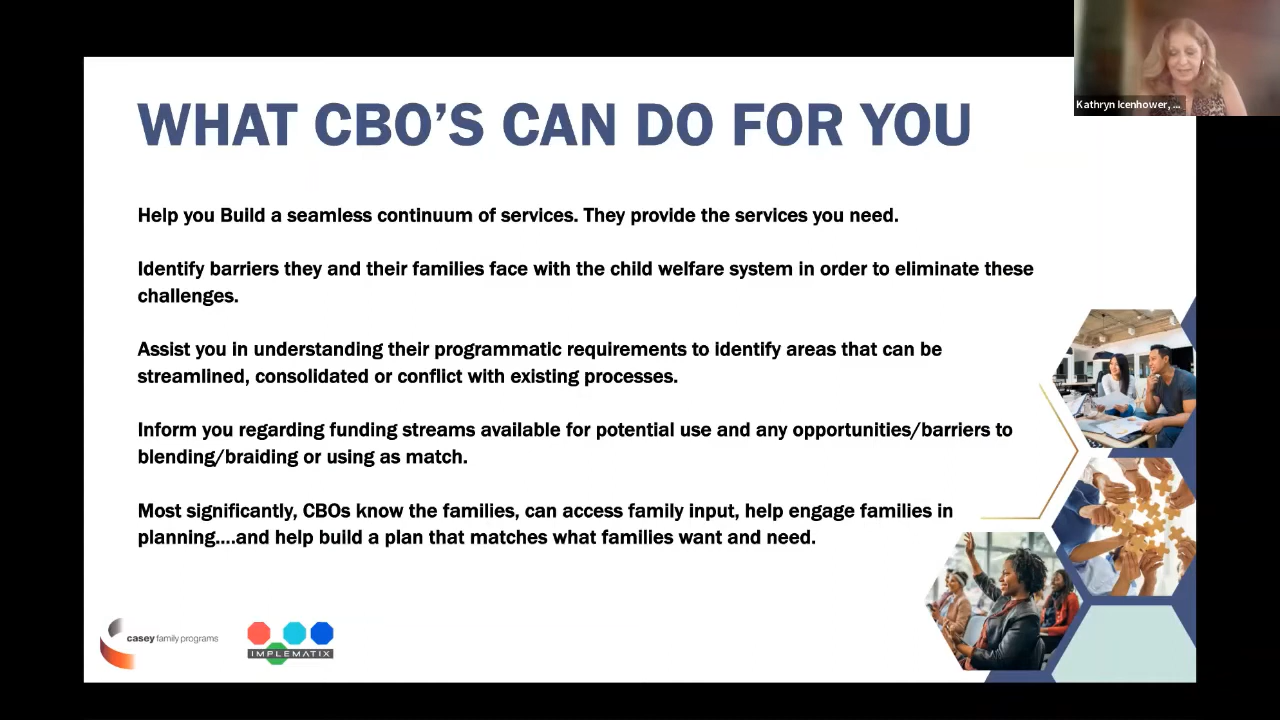 Kathryn Icenhower, ...
WHAT CBO'S CAN DO FOR YOU
Help you Build a seamless continuum of services. They provide the services you need.
Identify barriers they and their families face with the child welfare system in order to eliminate these
challenges.
Assist you in understanding their programmatic requirements to identify areas that can be
streamlined, consolidated or conflict with existing processes.
Inform you regarding funding streams available for potential use and any opportunities/barriers to
blending/braiding or using as match.
Most significantly, CBOs know the families, can access family input, help engage families in
planning....and help build a plan that matches what families want and need.
casey family programs
IMPLEMATIX